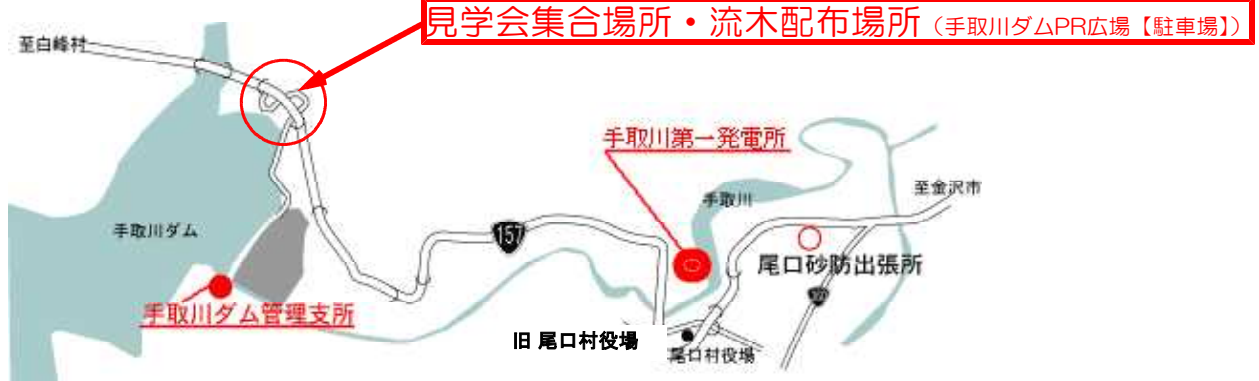 見学会集合場所・流木配布場所(手取川ダムPR広場【駐車場】)
至白峰村
手取川第一発電所
手取川
至金沢市
手取川ダム
157
尾口砂防出張所
手取川ダム管理支所
旧 尾口村役場
尾口村役場